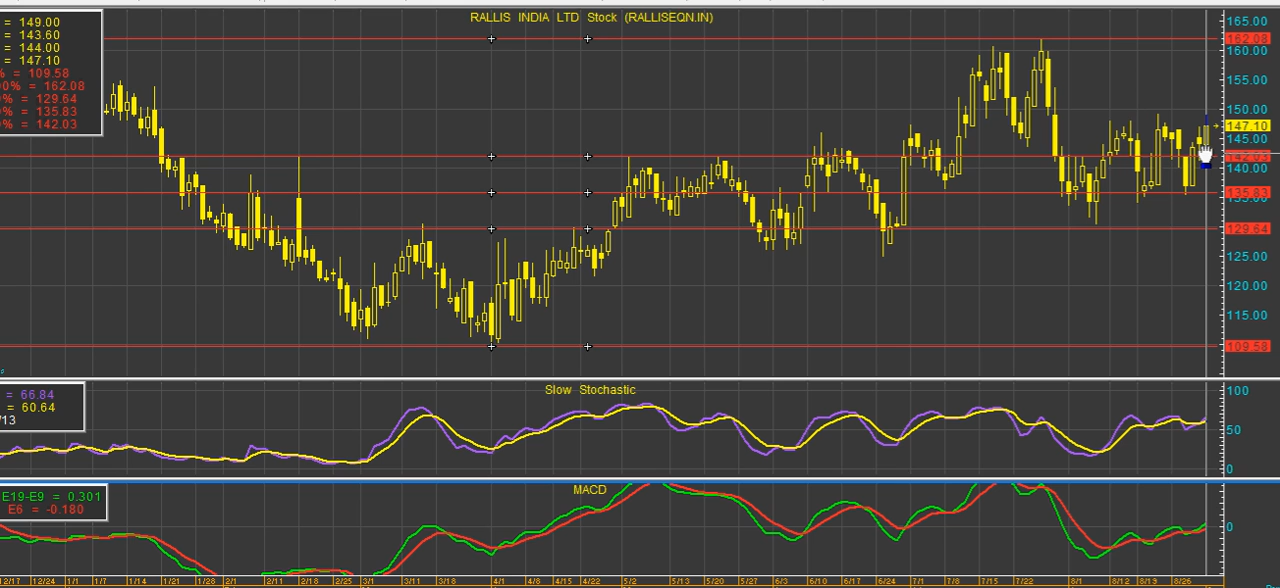 RALLIS INDIA LTD Stock (RALLISEQN.IN)
= 149.00
= 143.60
= 144.00
= 147.10
% = 109.58
00% = 162.08
% = 129.64
% = 135.83
% = 142.03
165.00
162.08
160.00
155.00
150.00
147.10
145.00
142.03
140.00
135.83
135.00
129.64
125.00
120.00
115.00
109.58
Slow Stochastic
= 66.84
= 60.64
/13
100
50
0
MACD
E19-E9 = 0.301
E6 = -0.180
0
12/17 12/24 1/1 1/7 1/14 1/21 1/28 2/1 2/11 2/18 2/25 3/1 3/11 3/18 4/1 4/8 4/15 4/22 5/2 5/13 5/20 5/27 6/3 6/10 6/17 6/24 7/1 7/8 7/15 7/22 8/1 8/12 8/19 8/26